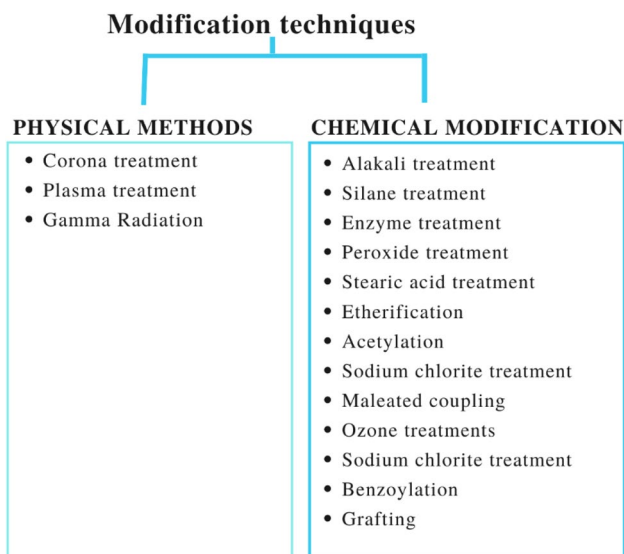 Modification techniques
PHYSICAL METHODS
• Corona treatment
• Plasma treatment
• Gamma Radiation
CHEMICAL MODIFICATION
• Alakali treatment
• Silane treatment
• Enzyme treatment
• Peroxide treatment
• Stearic acid treatment
• Etherification
• Acetylation
• Sodium chlorite treatment
• Maleated coupling
• Ozone treatments
• Sodium chlorite treatment
• Benzoylation
• Grafting